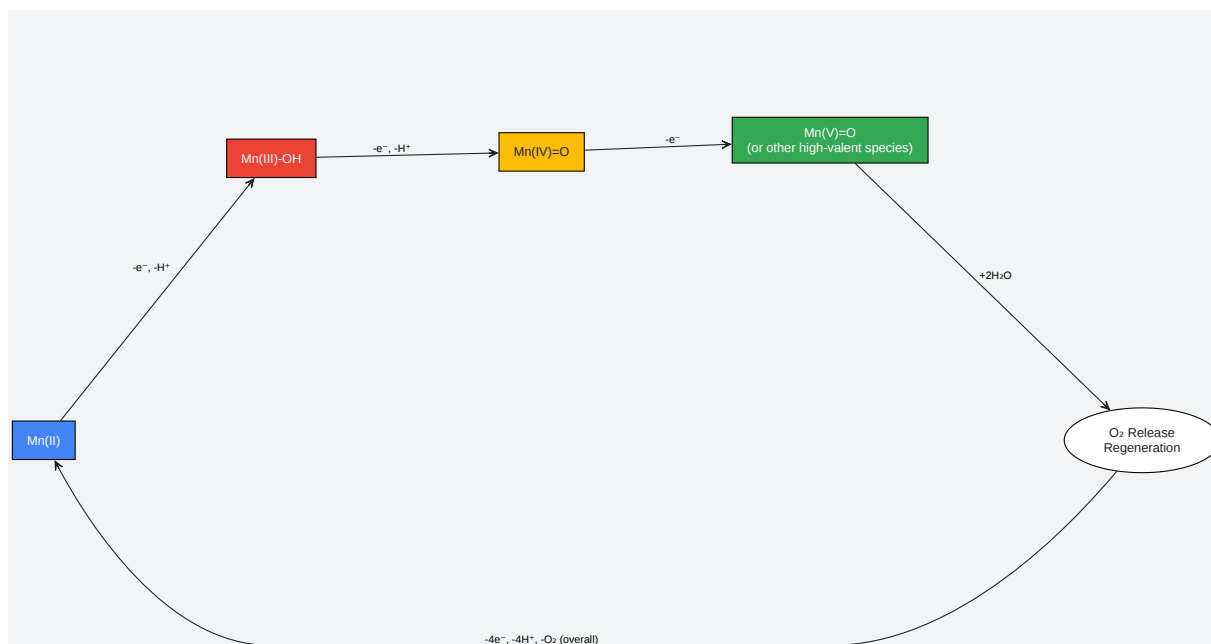 Mn(V)=O
(or other high-valent species)
-e⁻
-e⁻, -H⁺
Mn(IV)=O
Mn(III)-OH
-e⁻, -H⁺
+2H₂O
Mn(II)
O₂ Release
Regeneration
-4e⁻, -4H⁺, -O₂ (overall)